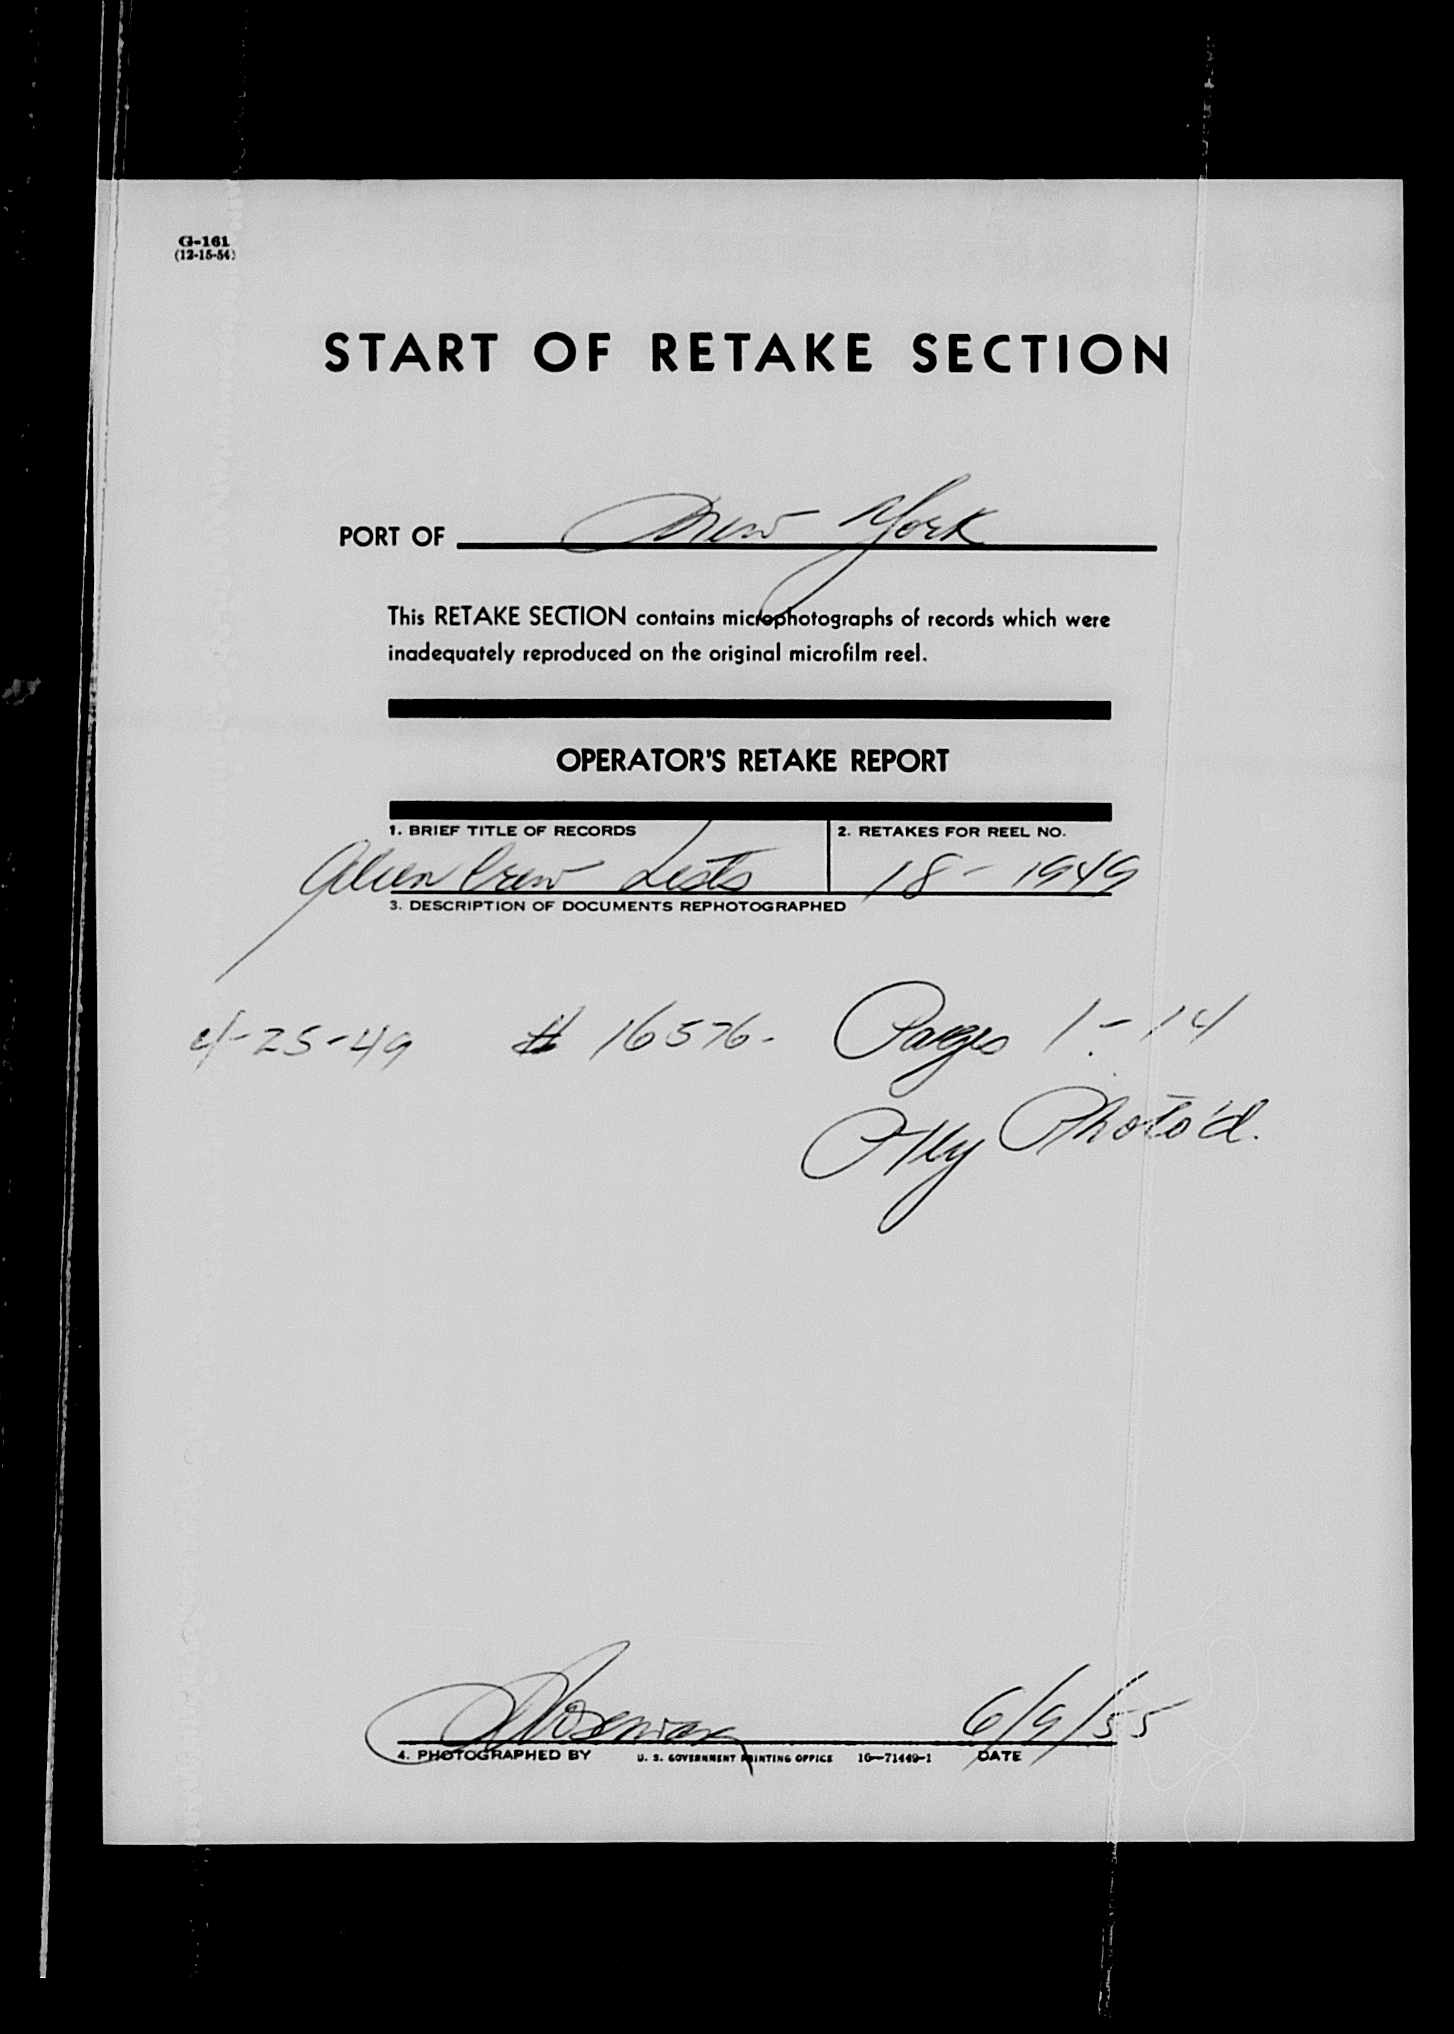 G-161
(12-15-54)
START OF RETAKE SECTION
PORT OF New York
This RETAKE SECTION contains microphotographs of records which were
inadequately reproduced on the original microfilm reel.
OPERATOR'S RETAKE REPORT
1. BRIEF TITLE OF RECORDS
2. RETAKES FOR REEL NO.
Alien Crew Lists
18-1949
3. DESCRIPTION OF DOCUMENTS REPHOTOGRAPHED
4-25-49 # 16576- Pages 1-14
Photo'd.
6/9/55
4. PHOTOGRAPHED BY U. S. GOVERNMENT PRINTING OFFICE 16—71449-1 DATE